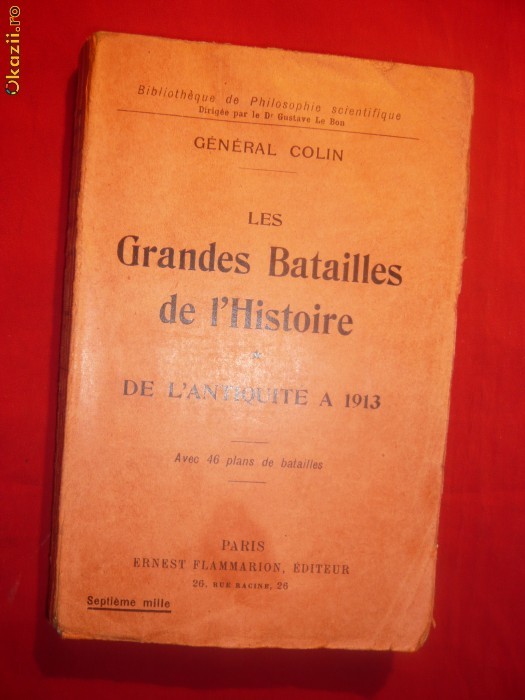 Okazii.ro
Bibliothèque de Philosophie scientifique
Dirigée par le Dr Gustave Le Bon
GÉNÉRAL COLIN
LES
Grandes Batailles
de l'Histoire
*
DE L'ANTIQUITE A 1913
Avec 46 plans de batailles
PARIS
ERNEST FLAMMARION, ÉDITEUR
26, RUE RACINE, 26
Septième mille